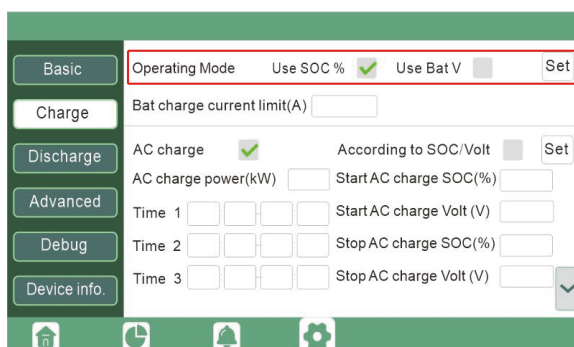 Basic
Charge
Discharge
Advanced
Debug
Device info.
Operating Mode Use SOC % Use Bat V Set
Bat charge current limit(A)
AC charge According to SOC/Volt Set
AC charge power(kW) Start AC charge SOC(%)
Time 1 Start AC charge Volt (V)
Time 2 Stop AC charge SOC(%)
Time 3 Stop AC charge Volt (V)